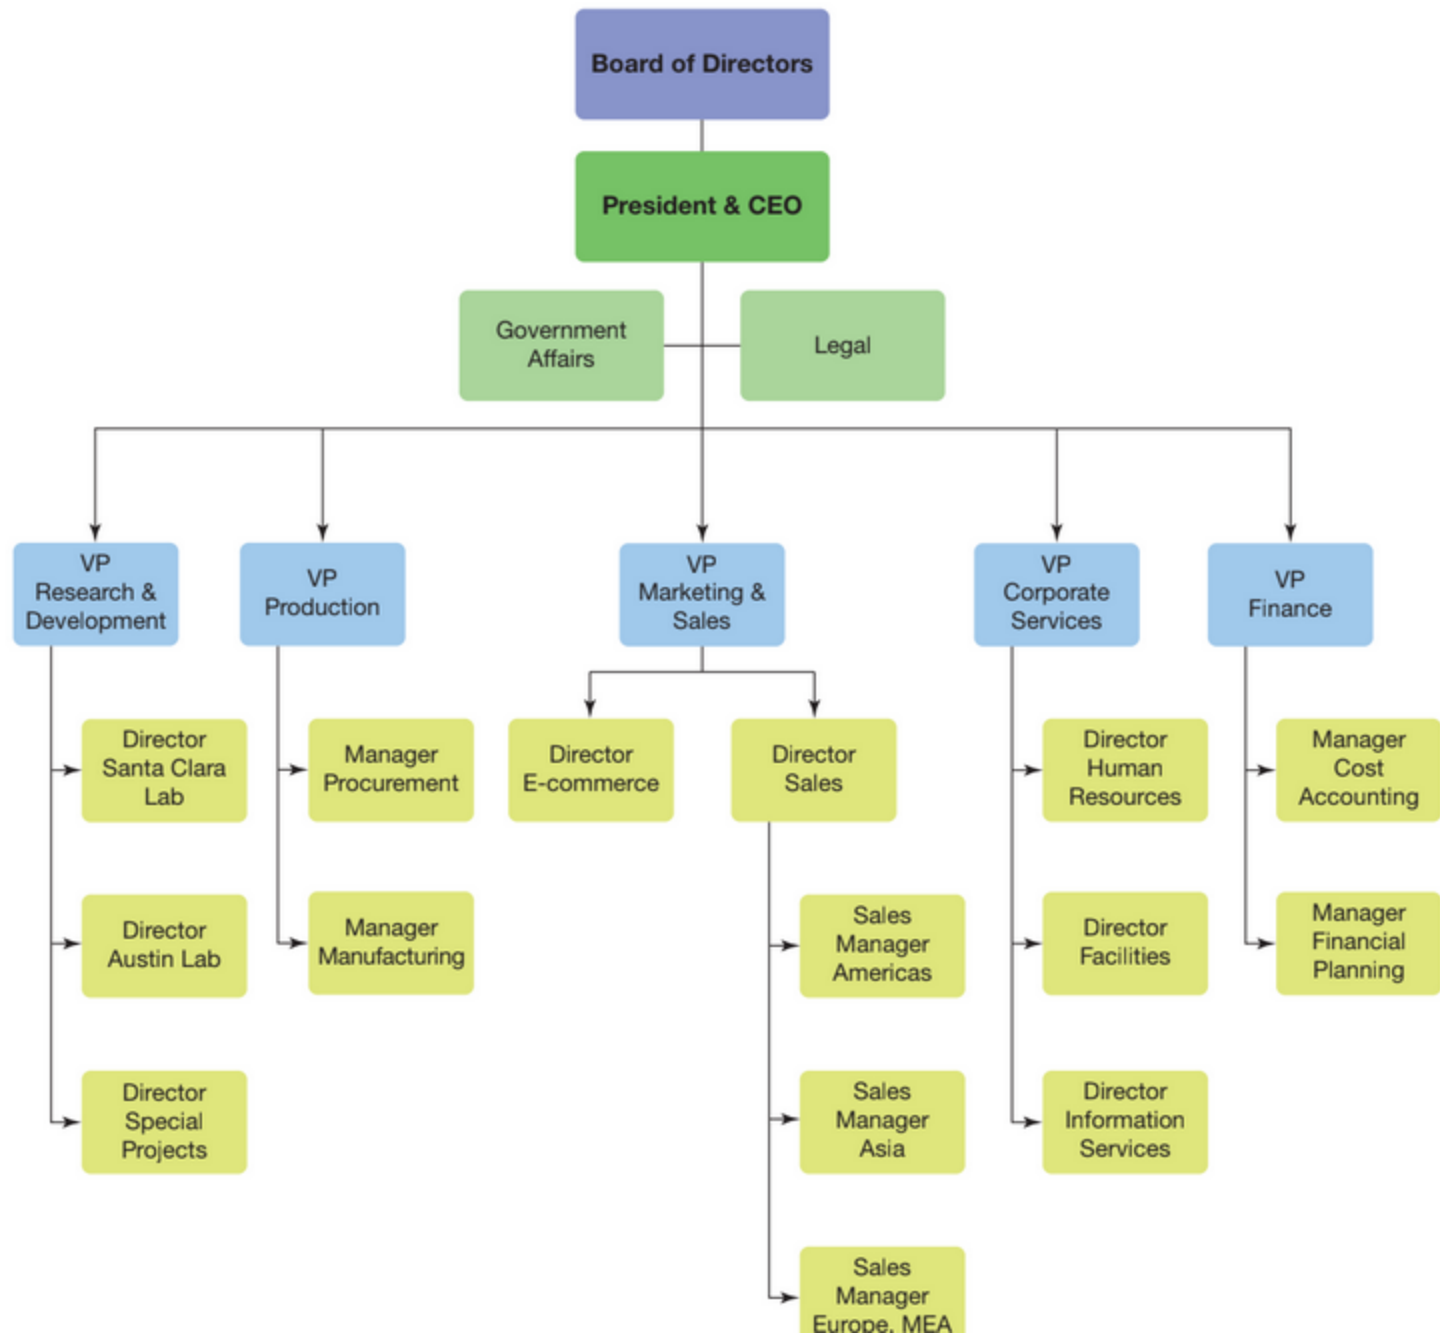 Board of Directors
President & CEO
Government
Affairs
Legal
VP
Research &
Development
VP
Production
VP
Marketing &
Sales
VP
Corporate
Services
VP
Finance
Director
Santa Clara
Lab
Manager
Procurement
Director
E-commerce
Director
Sales
Director
Human
Resources
Manager
Cost
Accounting
Director
Austin Lab
Manager
Manufacturing
Sales
Manager
Americas
Director
Facilities
Manager
Financial
Planning
Director
Special
Projects
Sales
Manager
Asia
Director
Information
Services
Sales
Manager
Europe, MEA